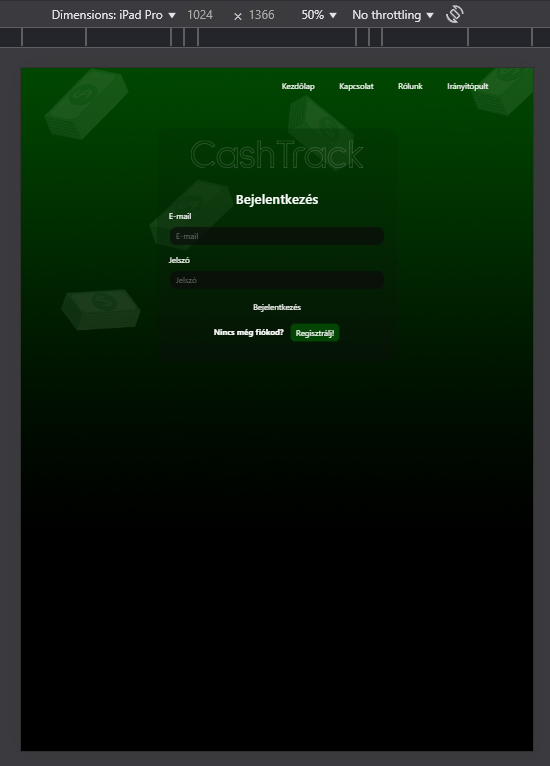 Dimensions: iPad Pro 1024 × 1366 50% No throttling
Kezdőlap Kapcsolat Rólunk Irányítópult
CashTrack
Bejelentkezés
E-mail
E-mail
Jelszó
Jelszó
Bejelentkezés
Nincs még fiókod? Regisztrálj!